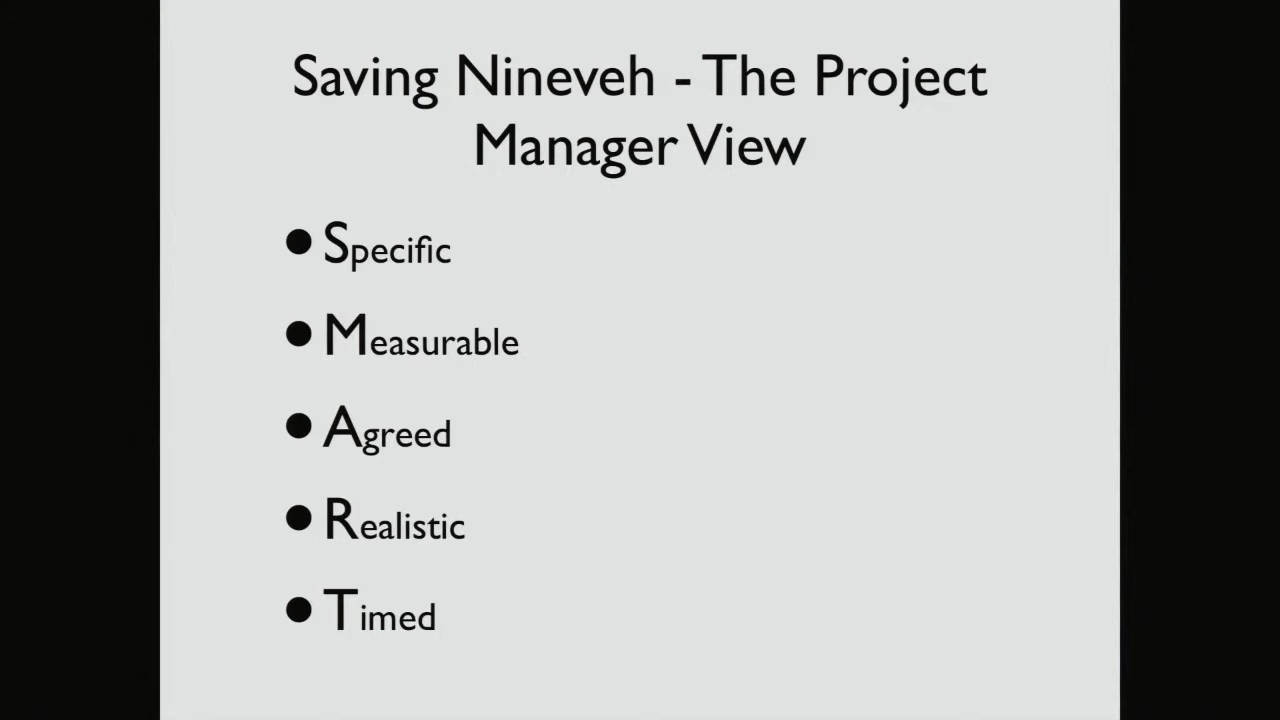 Saving Nineveh - The Project
Manager View
• Specific
• Measurable
• Agreed
• Realistic
• Timed